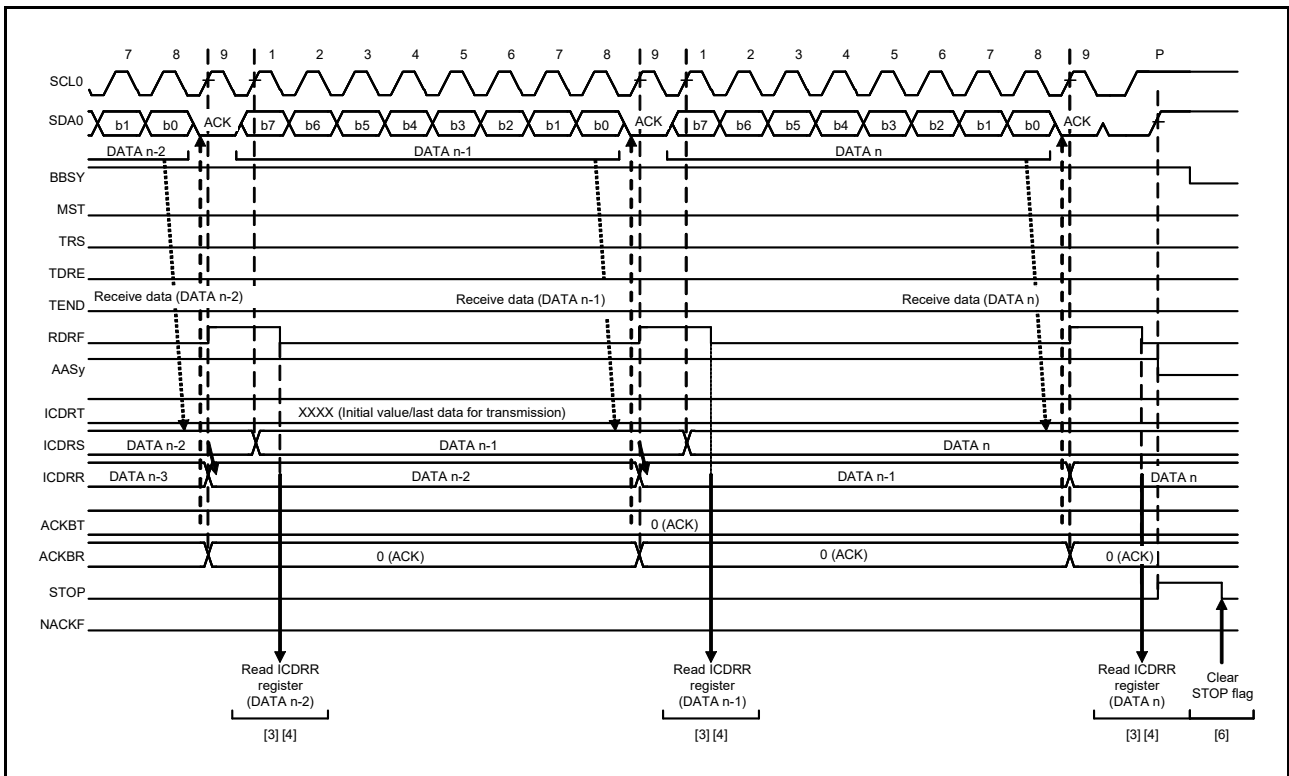 7 8 9 1 2 3 4 5 6 7 8 9 1 2 3 4 5 6 7 8 9 P
SCL0
SDA0 b1 b0 ACK b7 b6 b5 b4 b3 b2 b1 b0 ACK b7 b6 b5 b4 b3 b2 b1 b0 ACK
DATA n-2 DATA n-1 DATA n
BBSY
MST
TRS
TDRE
Receive data (DATA n-2) Receive data (DATA n-1) Receive data (DATA n)
TEND
RDRF
AASy
ICDRT XXXX (Initial value/last data for transmission)
ICDRS DATA n-2 DATA n-1 DATA n
ICDRR DATA n-3 DATA n-2 DATA n-1 DATA n
ACKBT 0 (ACK)
ACKBR 0 (ACK) 0 (ACK) 0 (ACK)
STOP
NACKF
Read ICDRR register (DATA n-2)
[3] [4]
Read ICDRR register (DATA n-1)
[3] [4]
Read ICDRR register (DATA n)
[3] [4]
Clear STOP flag
[6]